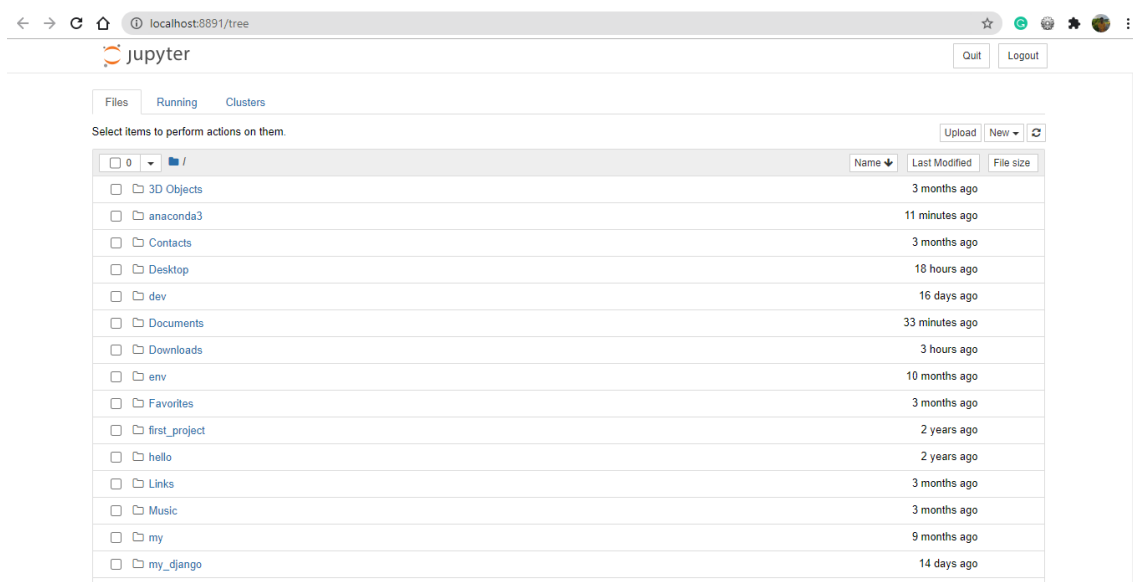 localhost:8891/tree
jupyter
Quit Logout
Files Running Clusters
Select items to perform actions on them.
Upload New
0 / Name Last Modified File size
3D Objects 3 months ago
anaconda3 11 minutes ago
Contacts 3 months ago
Desktop 18 hours ago
dev 16 days ago
Documents 33 minutes ago
Downloads 3 hours ago
env 10 months ago
Favorites 3 months ago
first_project 2 years ago
hello 2 years ago
Links 3 months ago
Music 3 months ago
my 9 months ago
my_django 14 days ago